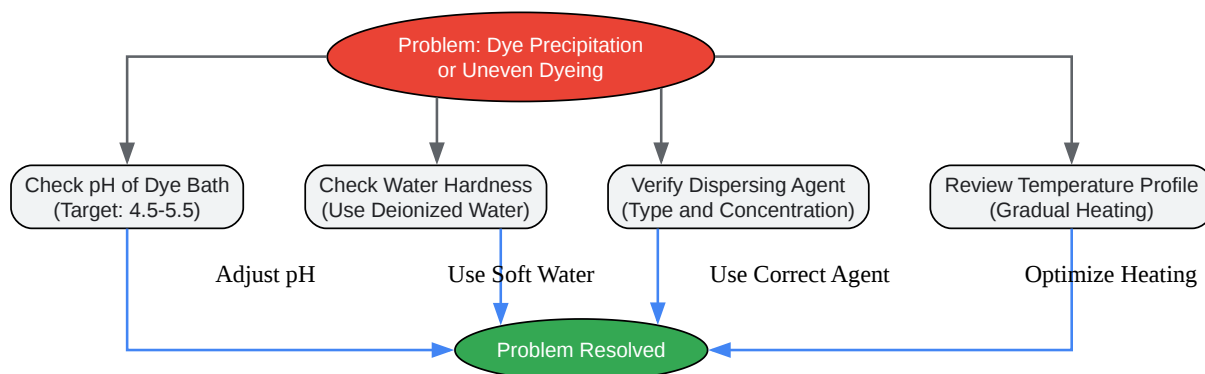 Problem: Dye Precipitation
or Uneven Dyeing
Check pH of Dye Bath
(Target: 4.5-5.5)
Check Water Hardness
(Use Deionized Water)
Verify Dispersing Agent
(Type and Concentration)
Review Temperature Profile
(Gradual Heating)
Adjust pH
Use Soft Water
Use Correct Agent
Optimize Heating
Problem Resolved